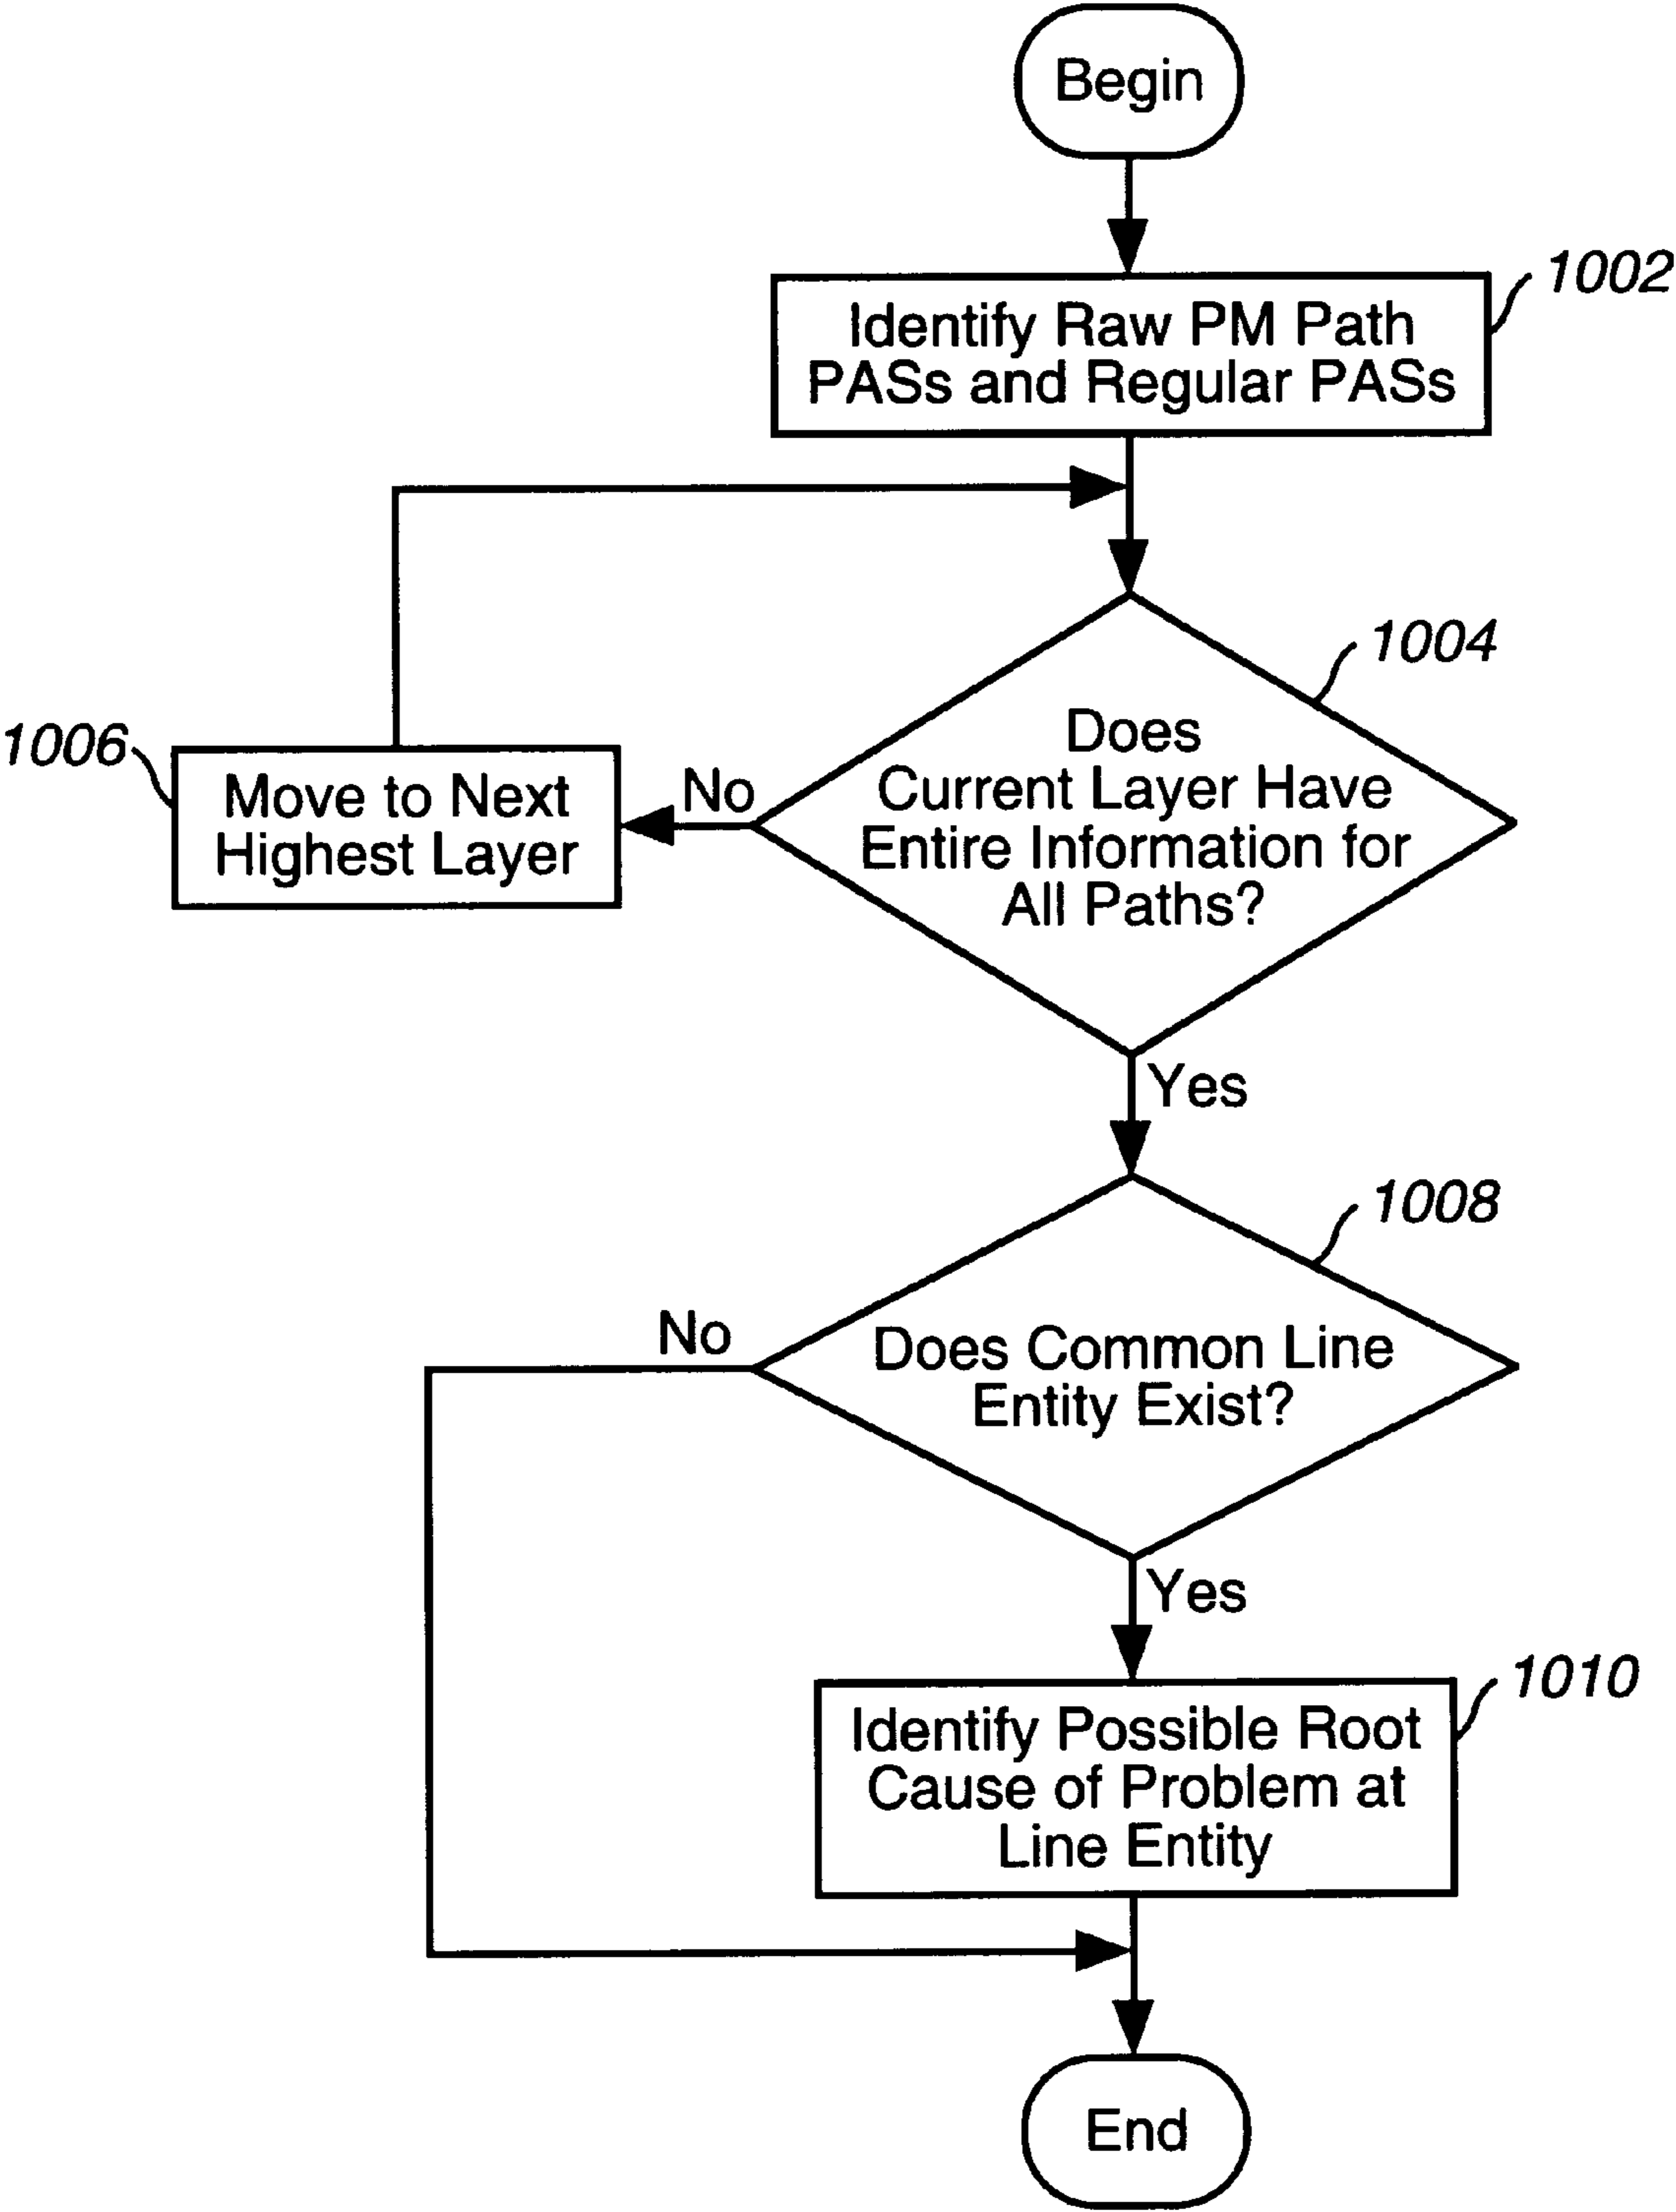 Begin
1002
Identify Raw PM Path
PASs and Regular PASs
1004
Does
Current Layer Have
Entire Information for
All Paths?
No
1006
Move to Next
Highest Layer
Yes
1008
Does Common Line
Entity Exist?
No
Yes
1010
Identify Possible Root
Cause of Problem at
Line Entity
End